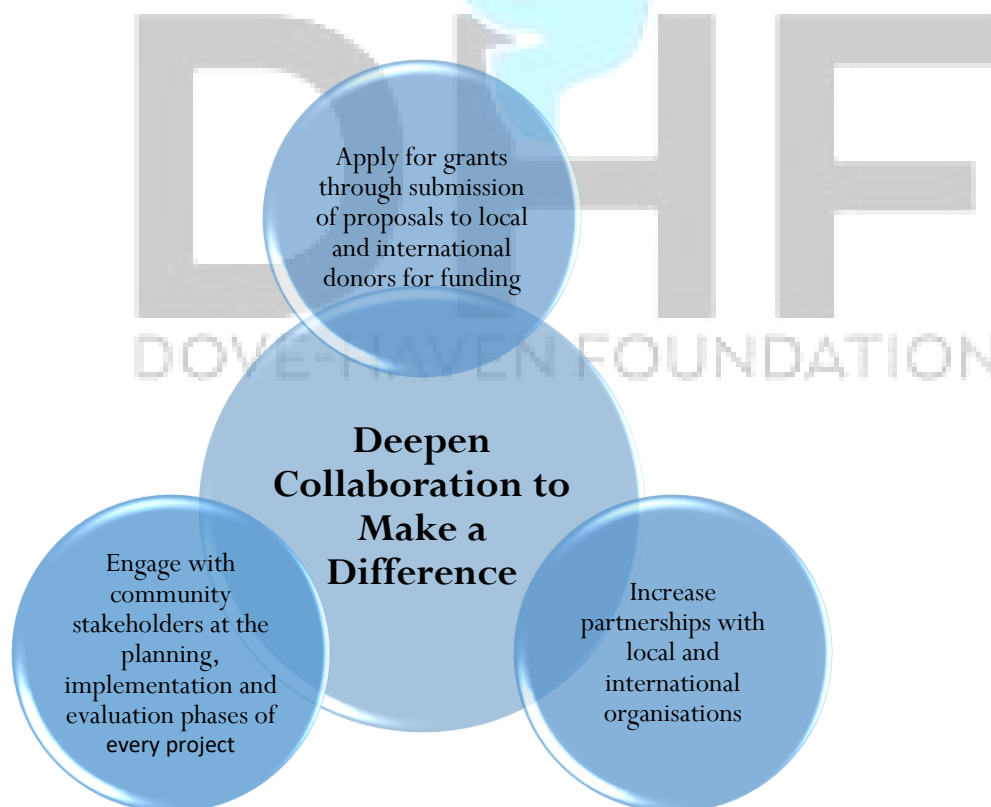 DHF
DOVE-HAVEN FOUNDATION
Apply for grants
through submission
of proposals to local
and international
donors for funding
Deepen
Collaboration to
Make a
Difference
Engage with
community
stakeholders at the
planning,
implementation and
evaluation phases of
every project
Increase
partnerships with
local and
international
organisations